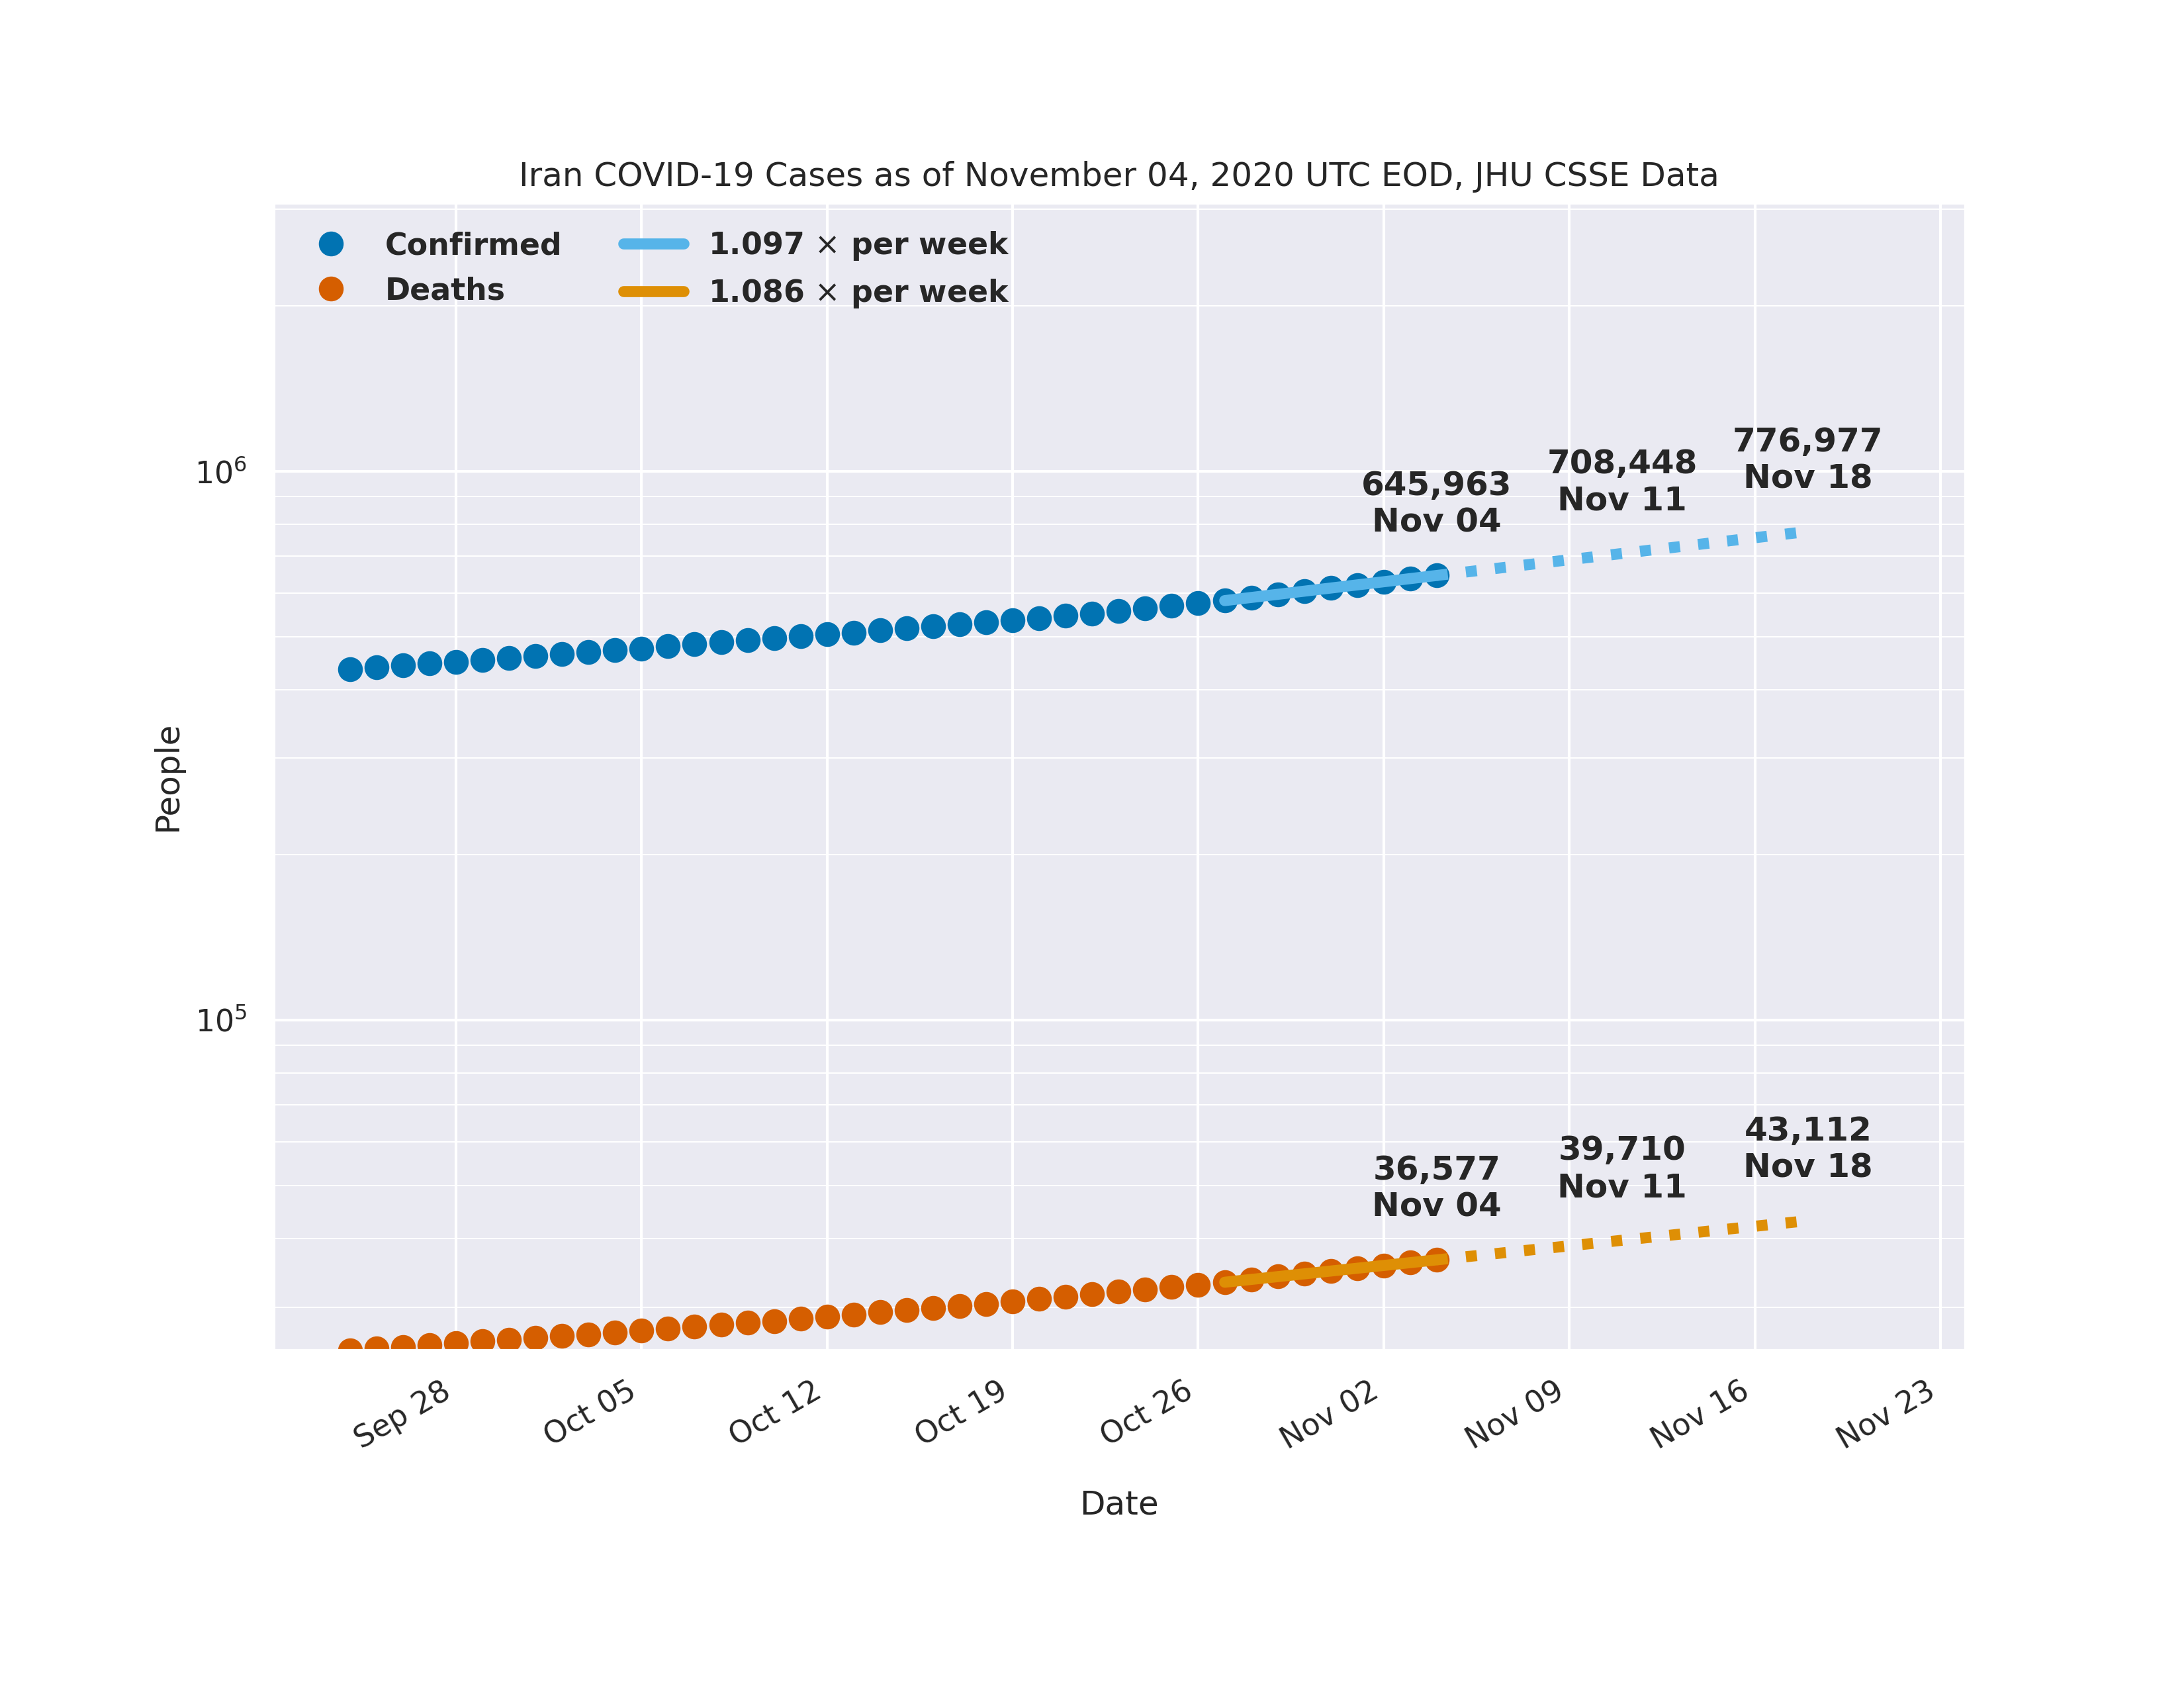 Iran COVID-19 Cases as of November 04, 2020 UTC EOD, JHU CSSE Data
Confirmed
Deaths
1.097 × per week
1.086 × per week
776,977
Nov 18
708,448
Nov 11
645,963
Nov 04
10⁶
People
10⁵
43,112
Nov 18
39,710
Nov 11
36,577
Nov 04
Sep 28
Oct 05
Oct 12
Oct 19
Oct 26
Nov 02
Nov 09
Nov 16
Nov 23
Date